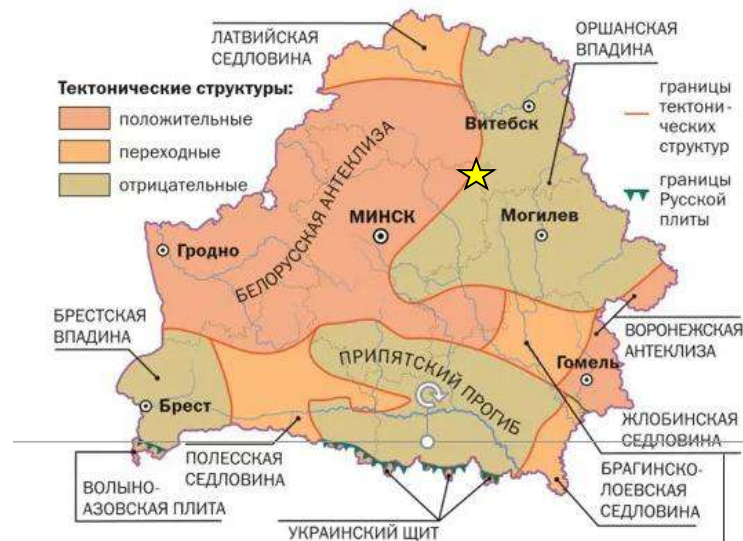 ЛАТВИЙСКАЯ
СЕДЛОВИНА
ОРШАНСКАЯ
ВПАДИНА
Тектонические структуры:
положительные
переходные
отрицательные
границы
тектони-
ческих
структур
границы
Русской
плиты
Витебск
БЕЛОРУССКАЯ АНТЕКЛИЗА
МИНСК
Могилев
Гродно
БРЕСТСКАЯ
ВПАДИНА
ПРИПЯТСКИЙ ПРОГИБ
ВОРОНЕЖСКАЯ
АНТЕКЛИЗА
Гомель
Брест
ЖЛОБИНСКАЯ
СЕДЛОВИНА
ПОЛЕССКАЯ
СЕДЛОВИНА
БРАГИНСКО-
ЛОЕВСКАЯ
СЕДЛОВИНА
ВОЛЫНО-
АЗОВСКАЯ ПЛИТА
УКРАИНСКИЙ ЩИТ